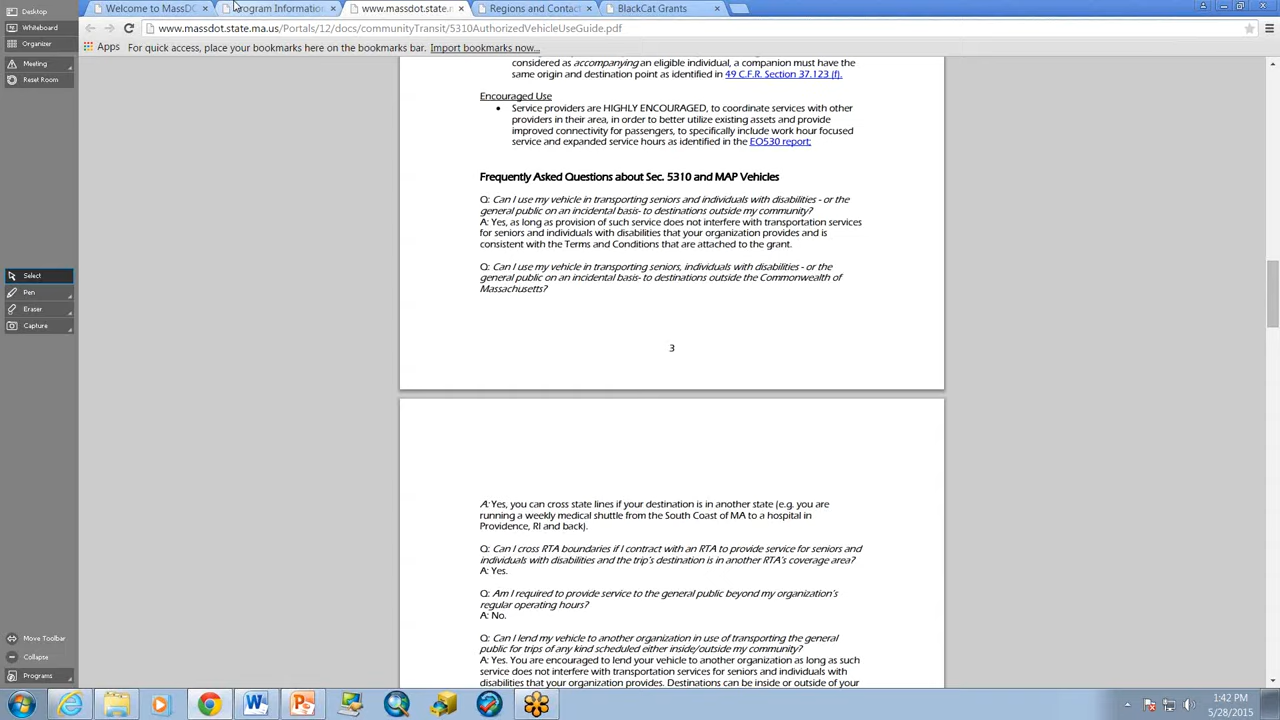 Desktop
Whiteboard
Organizer
Meeting
Reset Room
Select
Pen
Eraser
Capture
Move Toolbar
Collapse
Programs
Welcome to MassDO
Program Information
www.massdot.state.m
Regions and Contact
BlackCat Grants
www.massdot.state.ma.us/Portals/12/docs/communityTransit/5310AuthorizedVehicleUseGuide.pdf
Apps
For quick access, place your bookmarks here on the bookmarks bar. Import bookmarks now...
considered as accompanying an eligible individual, a companion must have the
same origin and destination point as identified in 49 C.F.R. Section 37.123 (f).
Encouraged Use
• Service providers are HIGHLY ENCOURAGED, to coordinate services with other
providers in their area, in order to better utilize existing assets and provide
improved connectivity for passengers, to specifically include work hour focused
service and expanded service hours as identified in the EO530 report;
Frequently Asked Questions about Sec. 5310 and MAP Vehicles
Q: Can I use my vehicle in transporting seniors and individuals with disabilities - or the
general public on an incidental basis- to destinations outside my community?
A: Yes, as long as provision of such service does not interfere with transportation services
for seniors and individuals with disabilities that your organization provides and is
consistent with the Terms and Conditions that are attached to the grant.
Q: Can I use my vehicle in transporting seniors, individuals with disabilities - or the
general public on an incidental basis- to destinations outside the Commonwealth of
Massachusetts?
3
A: Yes, you can cross state lines if your destination is in another state (e.g. you are
running a weekly medical shuttle from the South Coast of MA to a hospital in
Providence, RI and back).
Q: Can I cross RTA boundaries if I contract with an RTA to provide service for seniors and
individuals with disabilities and the trip's destination is in another RTA's coverage area?
A: Yes.
Q: Am I required to provide service to the general public beyond my organization's
regular operating hours?
A: No.
Q: Can I lend my vehicle to another organization in use of transporting the general
public for trips of any kind scheduled either inside/outside my community?
A: Yes. You are encouraged to lend your vehicle to another organization as long as such
service does not interfere with transportation services for seniors and individuals with
disabilities that your organization provides. Destinations can be inside or outside of your
1:42 PM
5/28/2015